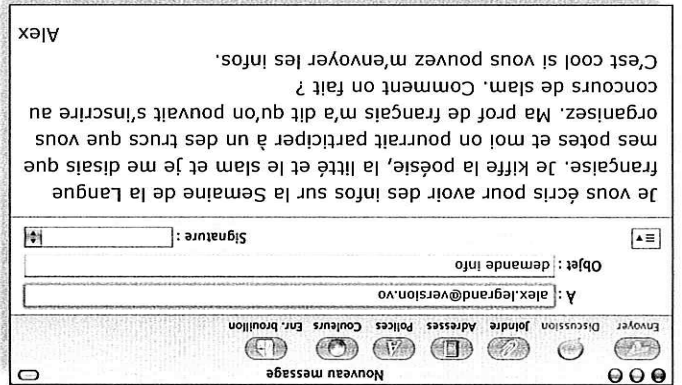 Nouveau message
Envoyer Discussion Joindre Adresses Polices Couleurs Enr. brouillon
A : alex.legrand@version.vo
Objet : demande info
Signature :
Je vous écris pour avoir des infos sur la Semaine de la Langue
française. Je kiffe la poésie, la litté et le slam et je me disais que
mes potes et moi on pourrait participer à un des trucs que vous
organisez. Ma prof de français m'a dit qu'on pouvait s'inscrire au
concours de slam. Comment on fait ?
C'est cool si vous pouvez m'envoyer les infos.
Alex